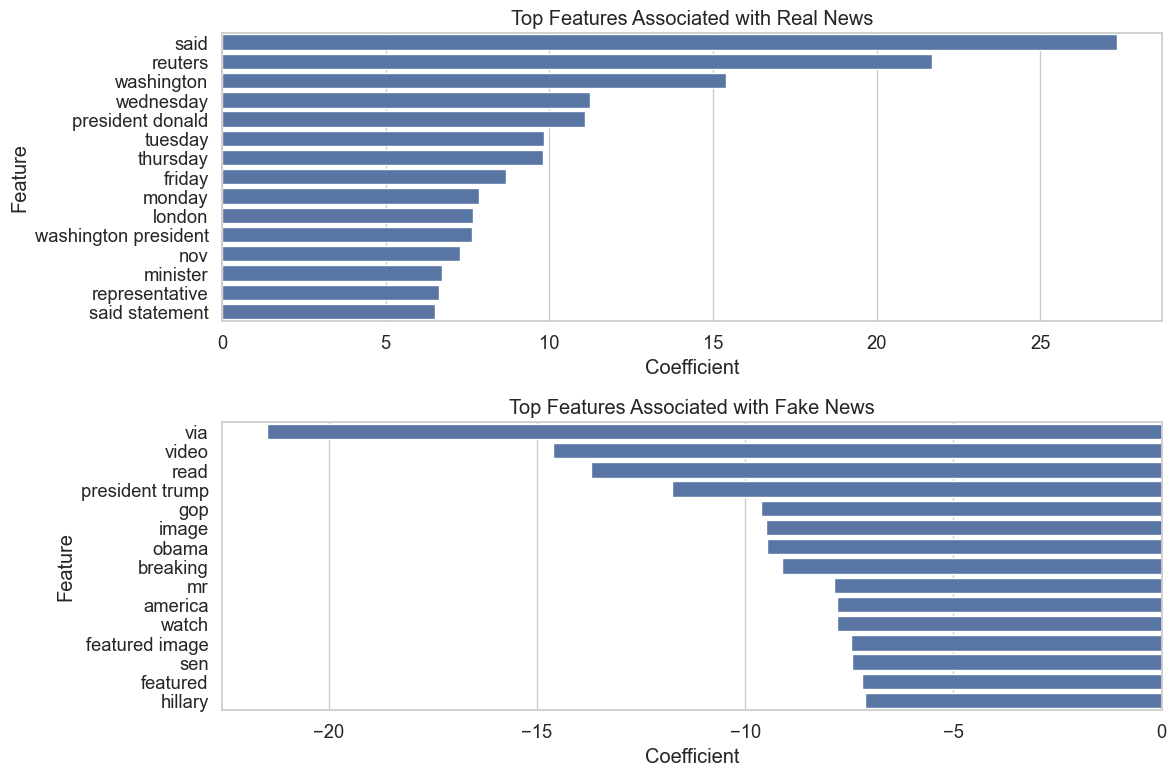 Top Features Associated with Real News
Feature
said
reuters
washington
wednesday
president donald
tuesday
thursday
friday
monday
london
washington president
nov
minister
representative
said statement
0 5 10 15 20 25
Coefficient
Top Features Associated with Fake News
Feature
via
video
read
president trump
gop
image
obama
breaking
mr
america
watch
featured image
sen
featured
hillary
−20 −15 −10 −5 0
Coefficient